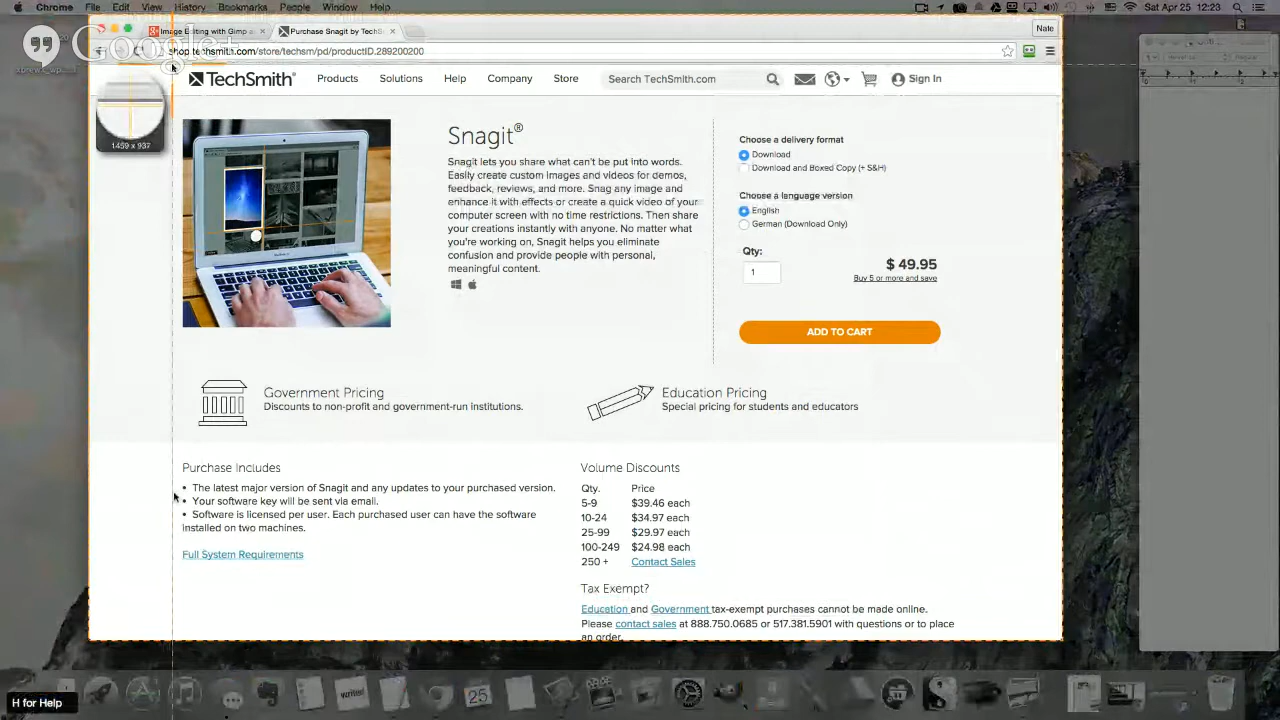 Chrome File Edit View Bookmarks People Window Help
Sat Apr 25 12:23
Google+
Image Editing with Gimp a
Purchase Snagit by TechS
Nate
shop.techsmith.com/store/techsm/pd/productID.289200200
TechSmith
Products Solutions Help Company Store
Search TechSmith.com
Sign In
1459 x 937
Snagit®
Snagit lets you share what can't be put into words.
Easily create custom images and videos for demos,
feedback, reviews, and more. Snag any image and
enhance it with effects or create a quick video of your
computer screen with no time restrictions. Then share
your creations instantly with anyone. No matter what
you're working on, Snagit helps you eliminate
confusion and provide people with personal,
meaningful content.
Choose a delivery format
Download
Download and Boxed Copy (+ S&H)
Choose a language version
English
German (Download Only)
Qty:
1
$ 49.95
Buy 5 or more and save
ADD TO CART
Government Pricing
Discounts to non-profit and government-run institutions.
Education Pricing
Special pricing for students and educators
Purchase Includes
• The latest major version of Snagit and any updates to your purchased version.
• Your software key will be sent via email.
• Software is licensed per user. Each purchased user can have the software
installed on two machines.
Full System Requirements
Volume Discounts
Qty. Price
5-9 $39.46 each
10-24 $34.97 each
25-99 $29.97 each
100-249 $24.98 each
250 + Contact Sales
Tax Exempt?
Education and Government tax-exempt purchases cannot be made online.
Please contact sales at 888.750.0685 or 517.381.5901 with questions or to place
an order.
25
H for Help